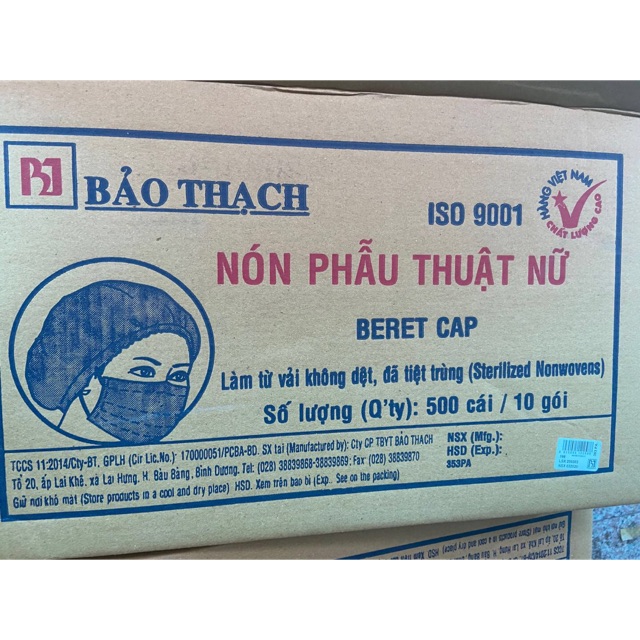 BẢO THẠCH
ISO 9001
HÀNG VIỆT NAM
CHẤT LƯỢNG CAO
NÓN PHẪU THUẬT NỮ
BERET CAP
Làm từ vải không dệt, đã tiệt trùng (Sterilized Nonwovens)
Số lượng (Q'ty): 500 cái / 10 gói
TCCS 11:2014/Cty-BT, GPLH (Cir Lic.No.): 170000051/PCBA-BD. SX tại (Manufactured by): Cty CP TBYT BẢO THẠCH
Tổ 20, ấp Lai Khê, xã Lai Hưng, H. Bàu Bàng, Bình Dương, Tel: (028) 38839868-38839869; Fax (028) 38839870
Giữ nơi khô mát (Store products in a cool and dry place) HSD. Xem trên bao bì (Exp.. See on the packing)
NSX (Mfg.):
HSD (Exp.):
353PA